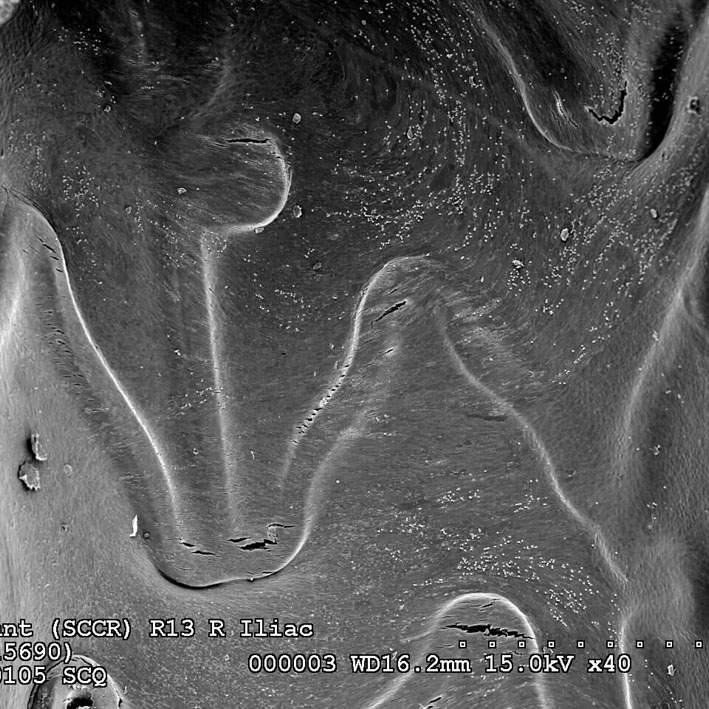 nt (SCCR) R13 R Iliac
5690)
0105 SCQ
000003 WD16.2mm 15.0kV x40